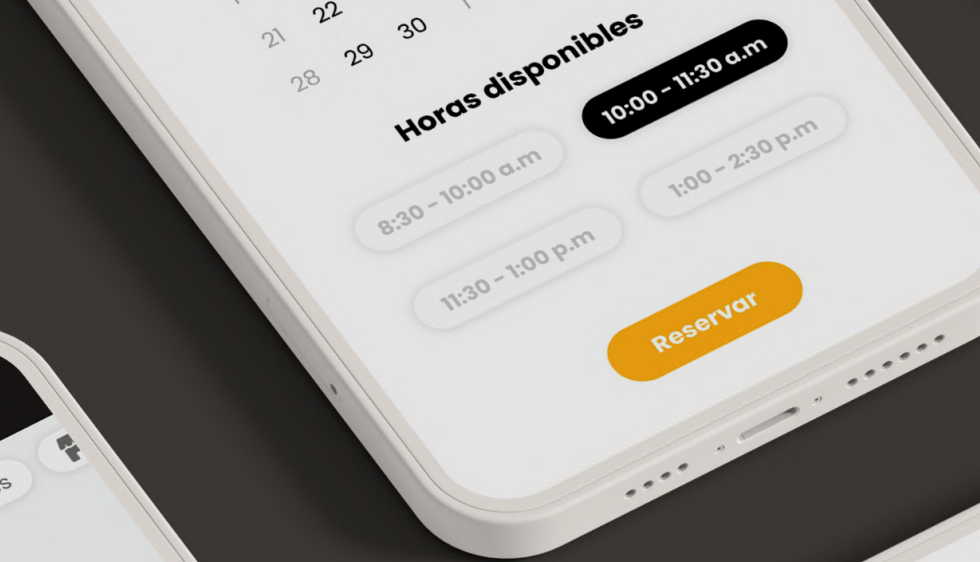 21 22
28 29 30
Horas disponibles
8:30 - 10:00 a.m
10:00 - 11:30 a.m
11:30 - 1:00 p.m
1:00 - 2:30 p.m
Reservar